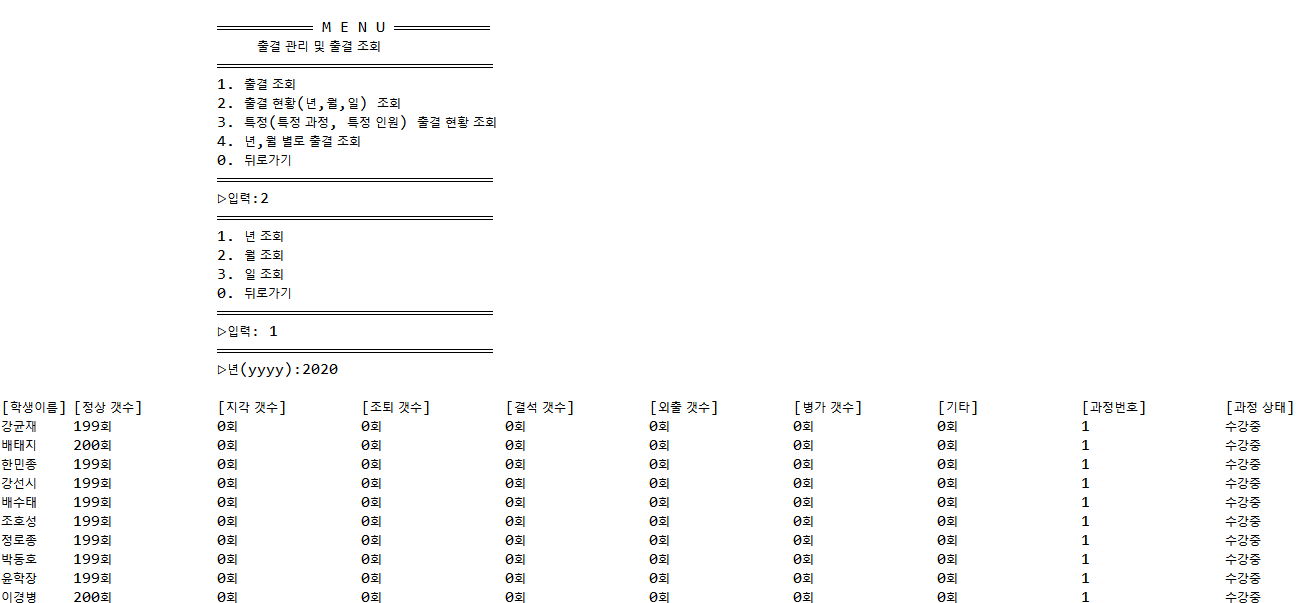 ═══════════ M E N U ═══════════
출결 관리 및 출결 조회
═══════════════════════════════
1. 출결 조회
2. 출결 현황(년,월,일) 조회
3. 특정(특정 과정, 특정 인원) 출결 현황 조회
4. 년,월 별로 출결 조회
0. 뒤로가기
═══════════════════════════════
▷입력:2
═══════════════════════════════
1. 년 조회
2. 월 조회
3. 일 조회
0. 뒤로가기
═══════════════════════════════
▷입력: 1
═══════════════════════════════
▷년(yyyy):2020
[학생이름] [정상 갯수] [지각 갯수] [조퇴 갯수] [결석 갯수] [외출 갯수] [병가 갯수] [기타] [과정번호] [과정 상태]
강균재 199회 0회 0회 0회 0회 0회 0회 1 수강중
배태지 200회 0회 0회 0회 0회 0회 0회 1 수강중
한민종 199회 0회 0회 0회 0회 0회 0회 1 수강중
강선시 199회 0회 0회 0회 0회 0회 0회 1 수강중
배수태 199회 0회 0회 0회 0회 0회 0회 1 수강중
조호성 199회 0회 0회 0회 0회 0회 0회 1 수강중
정로종 199회 0회 0회 0회 0회 0회 0회 1 수강중
박동호 199회 0회 0회 0회 0회 0회 0회 1 수강중
윤학장 199회 0회 0회 0회 0회 0회 0회 1 수강중
이경병 200회 0회 0회 0회 0회 0회 0회 1 수강중